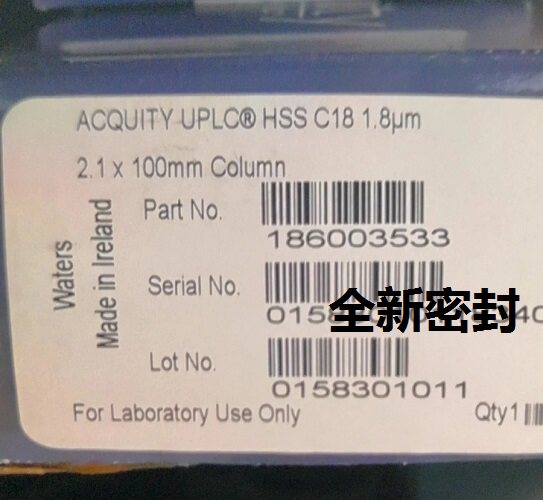 ACQUITY UPLC® HSS C18 1.8µm
2.1 x 100mm Column
Waters
Made in Ireland
Part No.
186003533
Serial No.
全新密封
Lot No.
0158301011
For Laboratory Use Only
Qty1